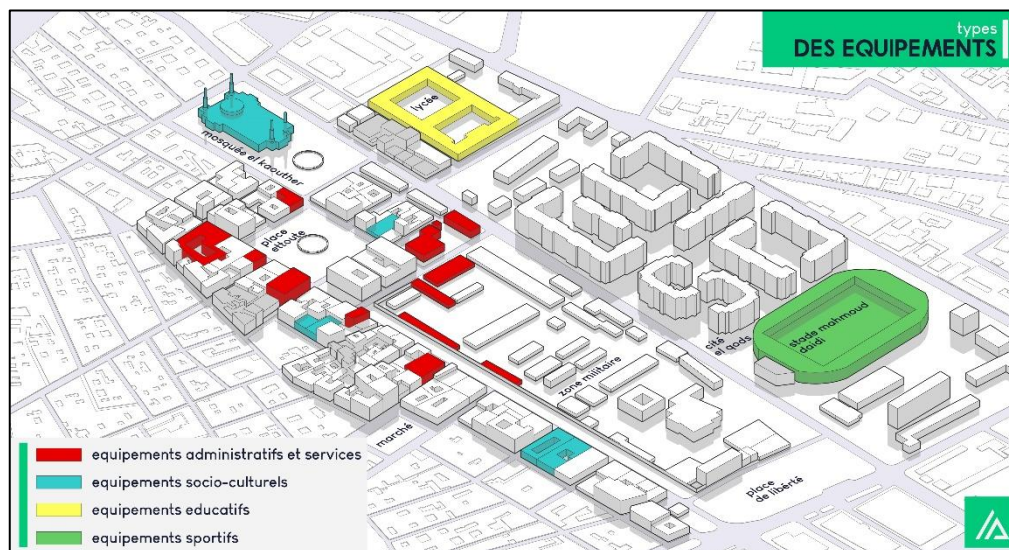 types
DES EQUIPEMENTS
lycée
mosquée el kaouther
place
ettoute
stade mahmoud
daidi
cité
el qods
zone militaire
marché
place
de liberté
equipements administratifs et services
equipements socio-culturels
equipements educatifs
equipements sportifs